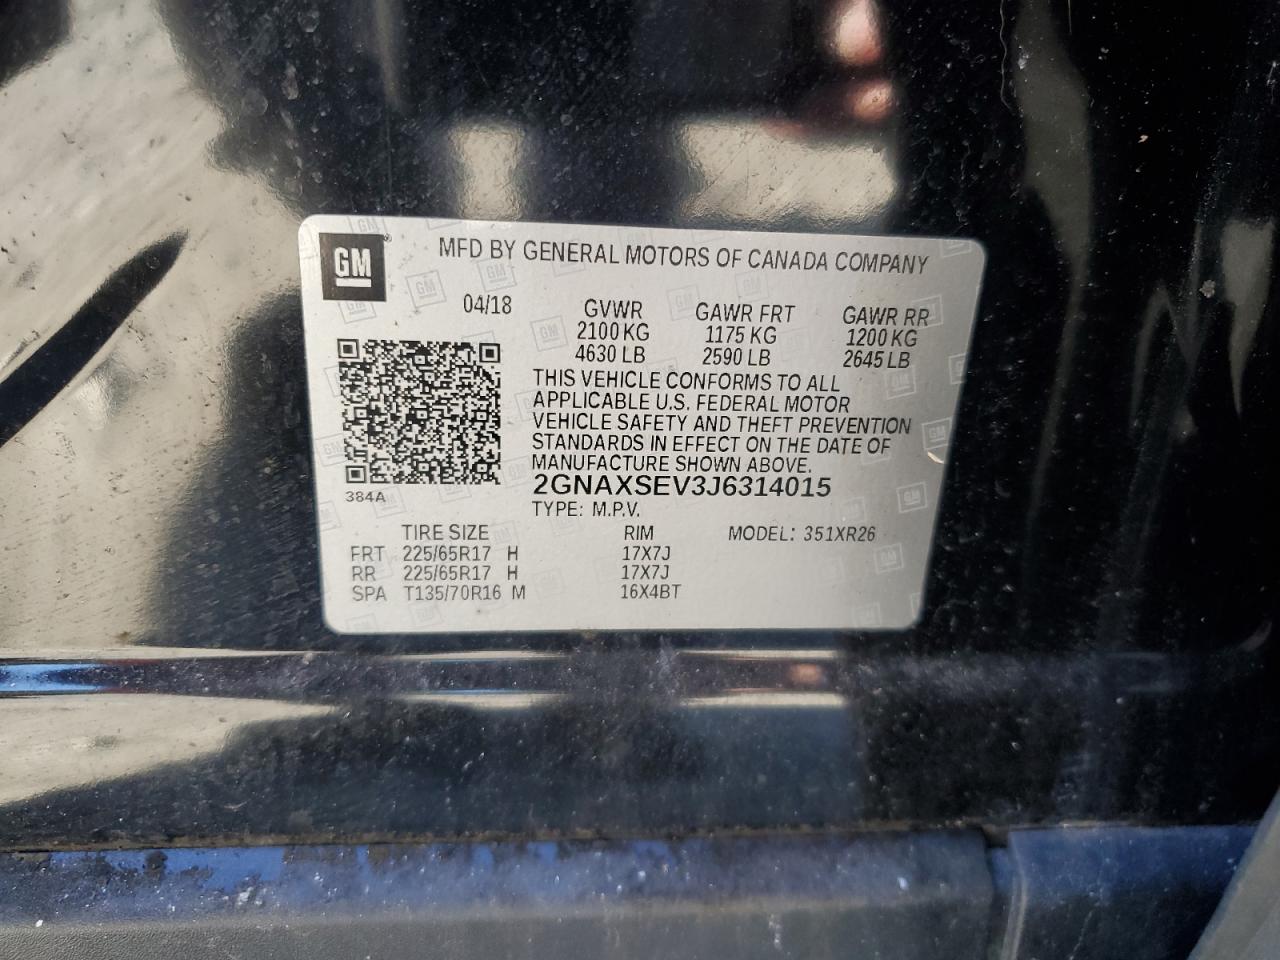 GM
MFD BY GENERAL MOTORS OF CANADA COMPANY
04/18 GVWR GAWR FRT GAWR RR
2100 KG 1175 KG 1200 KG
4630 LB 2590 LB 2645 LB
THIS VEHICLE CONFORMS TO ALL
APPLICABLE U.S. FEDERAL MOTOR
VEHICLE SAFETY AND THEFT PREVENTION
STANDARDS IN EFFECT ON THE DATE OF
MANUFACTURE SHOWN ABOVE.
2GNAXSEV3J6314015
384A
TYPE: M.P.V.
TIRE SIZE RIM MODEL: 351XR26
FRT 225/65R17 H 17X7J
RR 225/65R17 H 17X7J
SPA T135/70R16 M 16X4BT